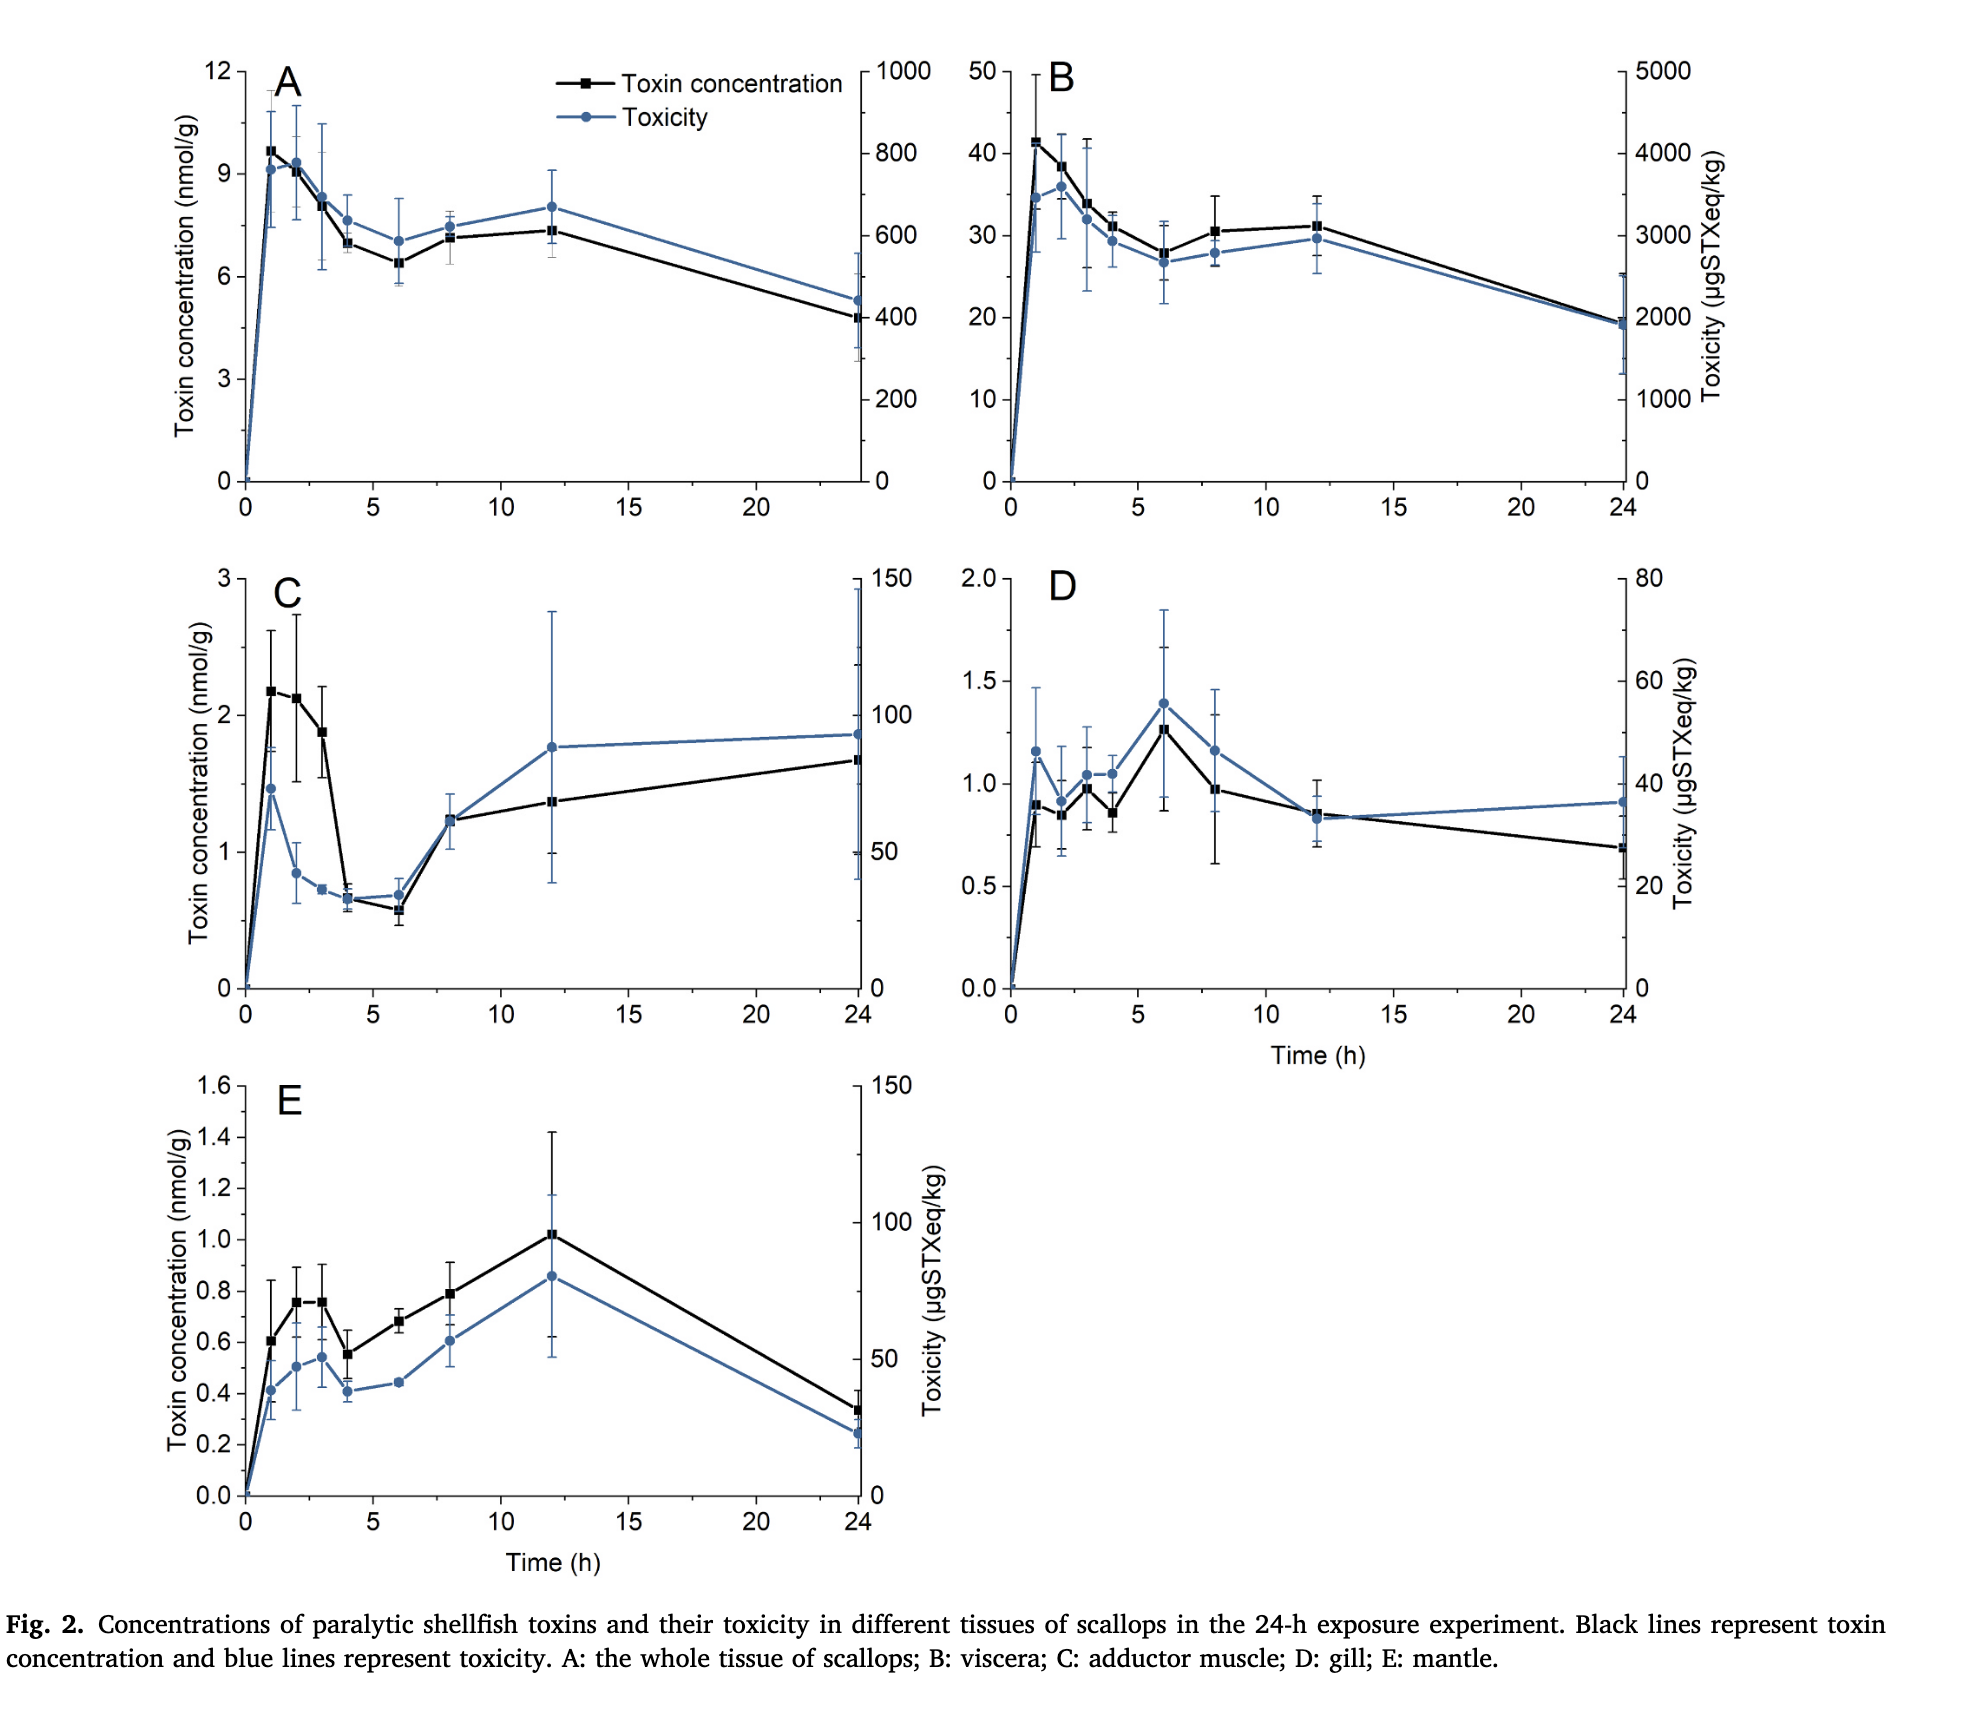 A
Toxin concentration
Toxicity
12
9
6
3
0
Toxin concentration (nmol/g)
1000
800
600
400
200
0
0 5 10 15 20
B
50
40
30
20
10
0
5000
4000
3000
2000
1000
0
Toxicity (µgSTXeq/kg)
0 5 10 15 20 24
C
3
2
1
0
Toxin concentration (nmol/g)
150
100
50
0
0 5 10 15 20 24
D
2.0
1.5
1.0
0.5
0.0
80
60
40
20
0
Toxicity (µgSTXeq/kg)
0 5 10 15 20 24
Time (h)
E
1.6
1.4
1.2
1.0
0.8
0.6
0.4
0.2
0.0
Toxin concentration (nmol/g)
150
100
50
0
Toxicity (µgSTXeq/kg)
0 5 10 15 20 24
Time (h)
Fig. 2. Concentrations of paralytic shellfish toxins and their toxicity in different tissues of scallops in the 24-h exposure experiment. Black lines represent toxin
concentration and blue lines represent toxicity. A: the whole tissue of scallops; B: viscera; C: adductor muscle; D: gill; E: mantle.